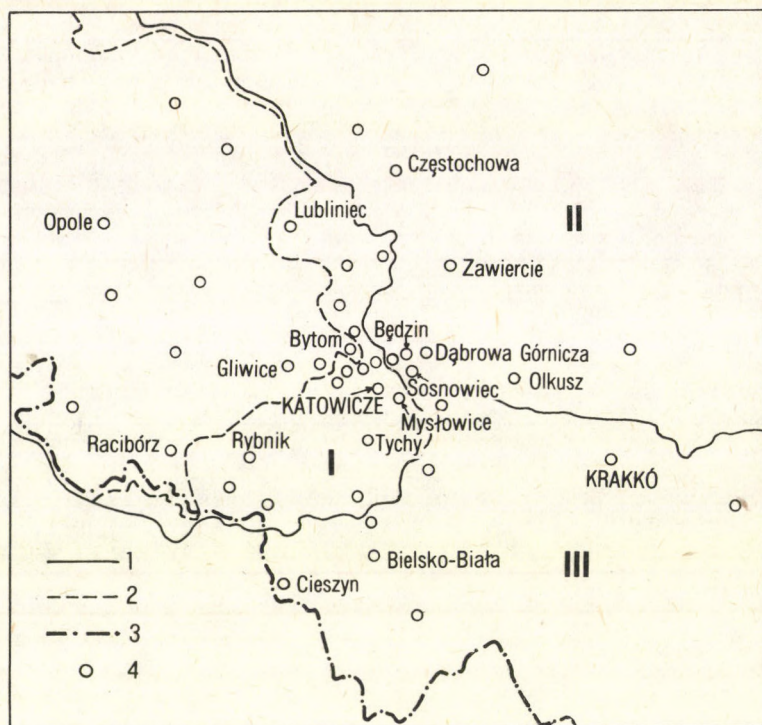 Częstochowa
Lubliniec
II
Opole
Zawiercie
Będzin
Bytom
Dąbrowa Górnicza
Gliwice
Olkusz
Sosnowiec
KATOWICZE
Mysłowice
Racibórz
Rybnik
Tychy
I
KRAKKÓ
1
Bielsko-Biała
III
2
Cieszyn
3
4